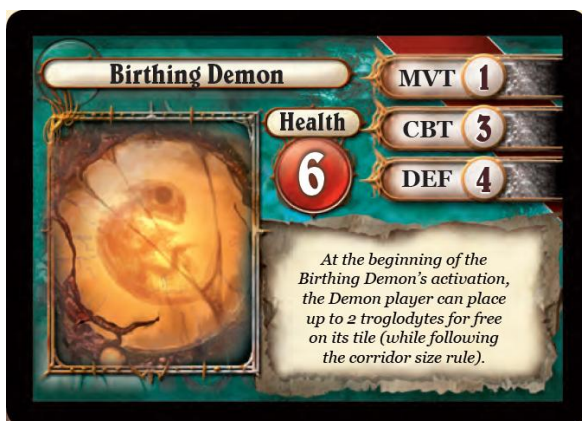 Birthing Demon
MVT 1
Health
CBT 3
6
DEF 4
At the beginning of the
Birthing Demon's activation,
the Demon player can place
up to 2 troglodytes for free
on its tile (while following
the corridor size rule).